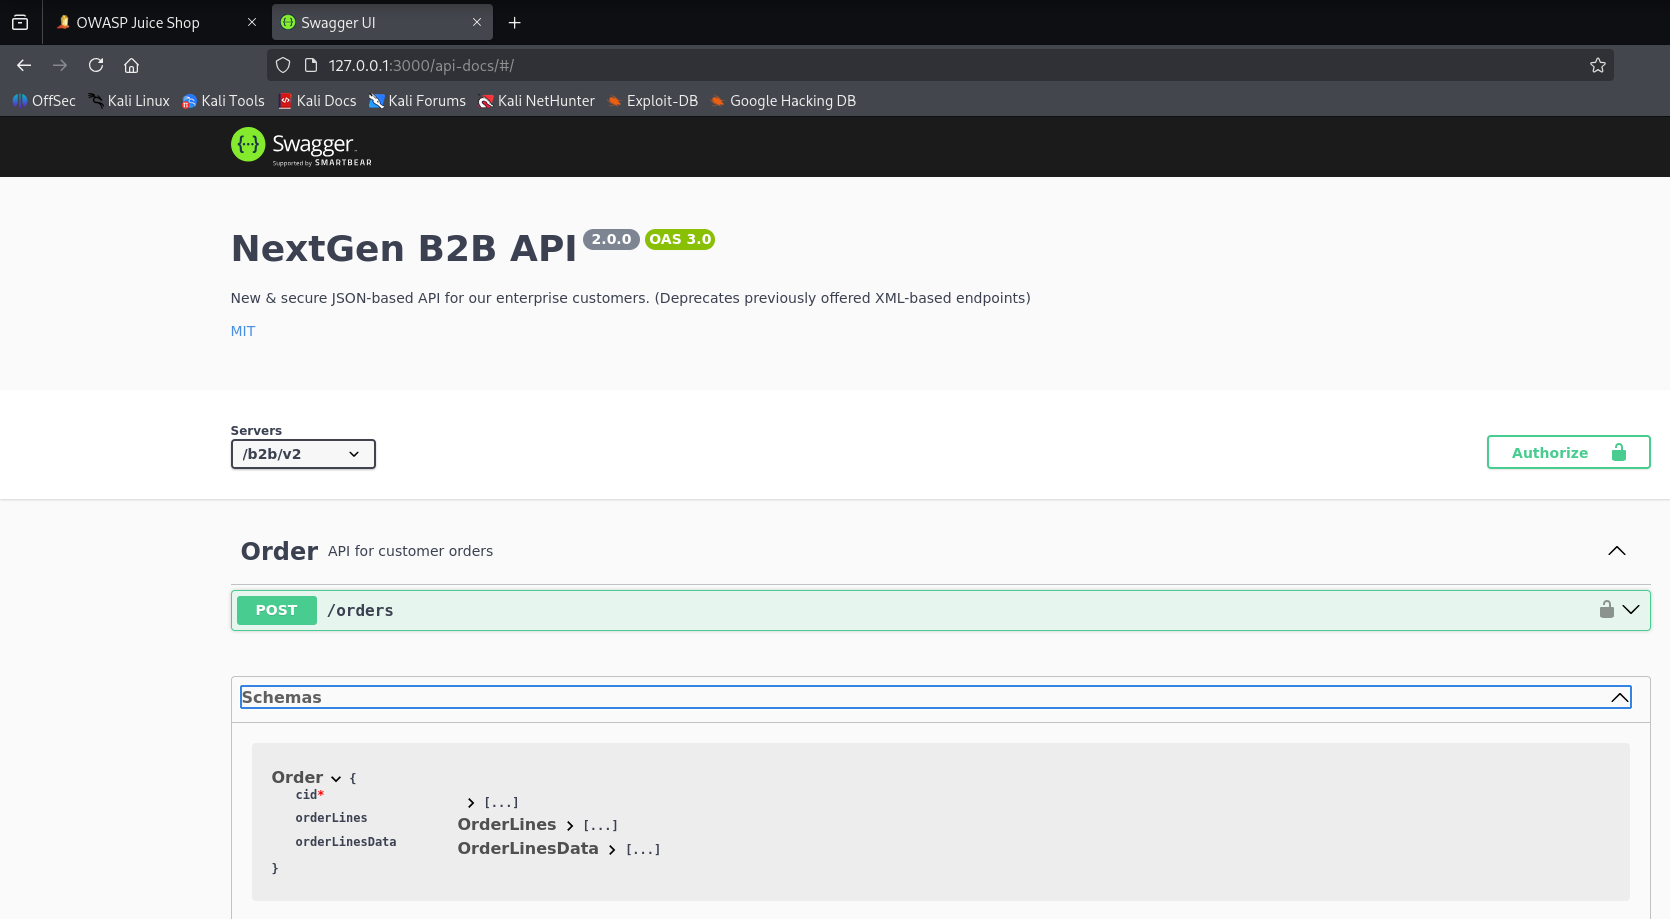 OWASP Juice Shop
Swagger UI
127.0.0.1:3000/api-docs/#/
OffSec Kali Linux Kali Tools Kali Docs Kali Forums Kali NetHunter Exploit-DB Google Hacking DB
Swagger
Supported by SMARTBEAR
NextGen B2B API 2.0.0 OAS 3.0
New & secure JSON-based API for our enterprise customers. (Deprecates previously offered XML-based endpoints)
MIT
Servers
/b2b/v2
Authorize
Order API for customer orders
POST /orders
Schemas
Order {
cid* [...]
orderLines OrderLines [...]
orderLinesData OrderLinesData [...]
}